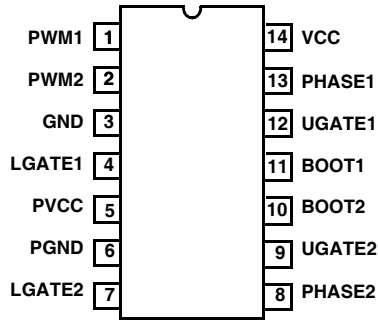 PWM1 1 14 VCC
PWM2 2 13 PHASE1
GND 3 12 UGATE1
LGATE1 4 11 BOOT1
PVCC 5 10 BOOT2
PGND 6 9 UGATE2
LGATE2 7 8 PHASE2